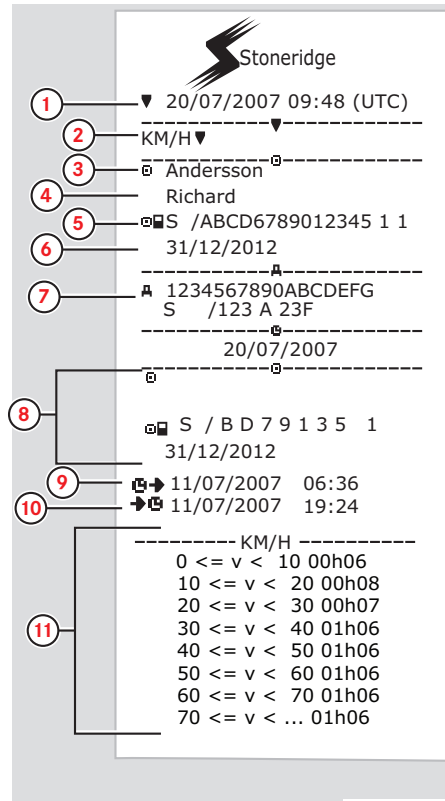 Stoneridge
1 ▼ 20/07/2007 09:48 (UTC)
2 KM/H▼
3 Andersson
4 Richard
5 S /ABCD6789012345 1 1
6 31/12/2012
7 1234567890ABCDEFG
S /123 A 23F
20/07/2007
8 S / B D 7 9 1 3 5 1
31/12/2012
9 11/07/2007 06:36
10 11/07/2007 19:24
---------- KM/H ----------
11
0 <= v < 10 00h06
10 <= v < 20 00h08
20 <= v < 30 00h07
30 <= v < 40 01h06
40 <= v < 50 01h06
50 <= v < 60 01h06
60 <= v < 70 01h06
70 <= v < ... 01h06